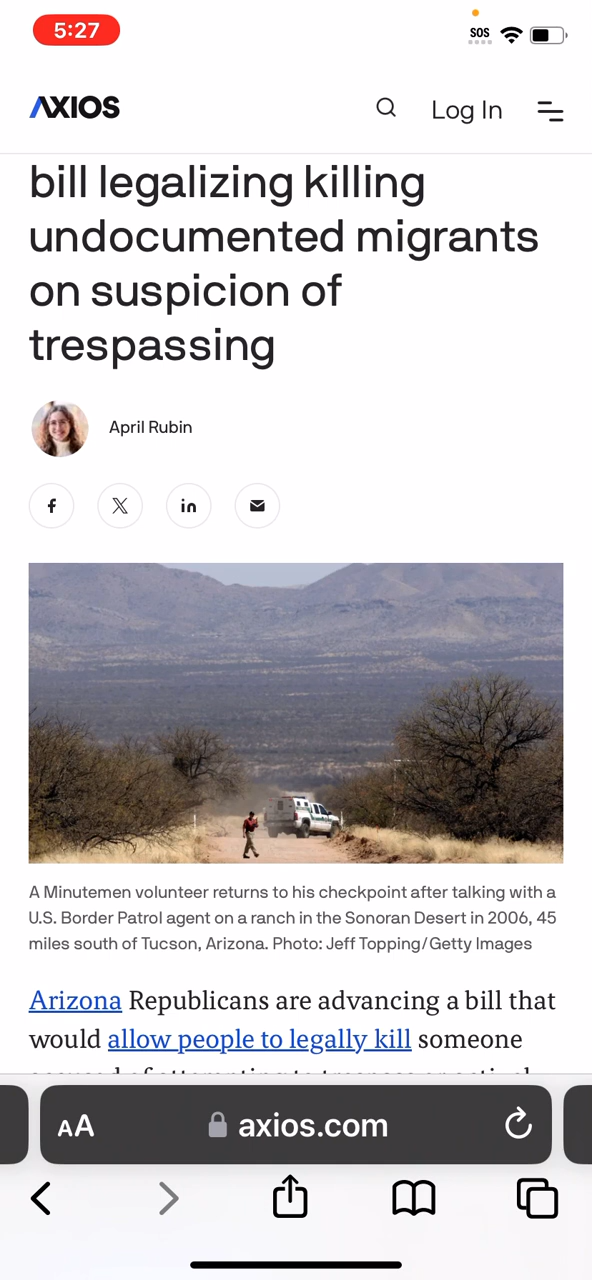 5:27
SOS
AXIOS
Log In
bill legalizing killing
undocumented migrants
on suspicion of
trespassing
April Rubin
A Minutemen volunteer returns to his checkpoint after talking with a
U.S. Border Patrol agent on a ranch in the Sonoran Desert in 2006, 45
miles south of Tucson, Arizona. Photo: Jeff Topping/Getty Images
Arizona Republicans are advancing a bill that
would allow people to legally kill someone
AA
axios.com